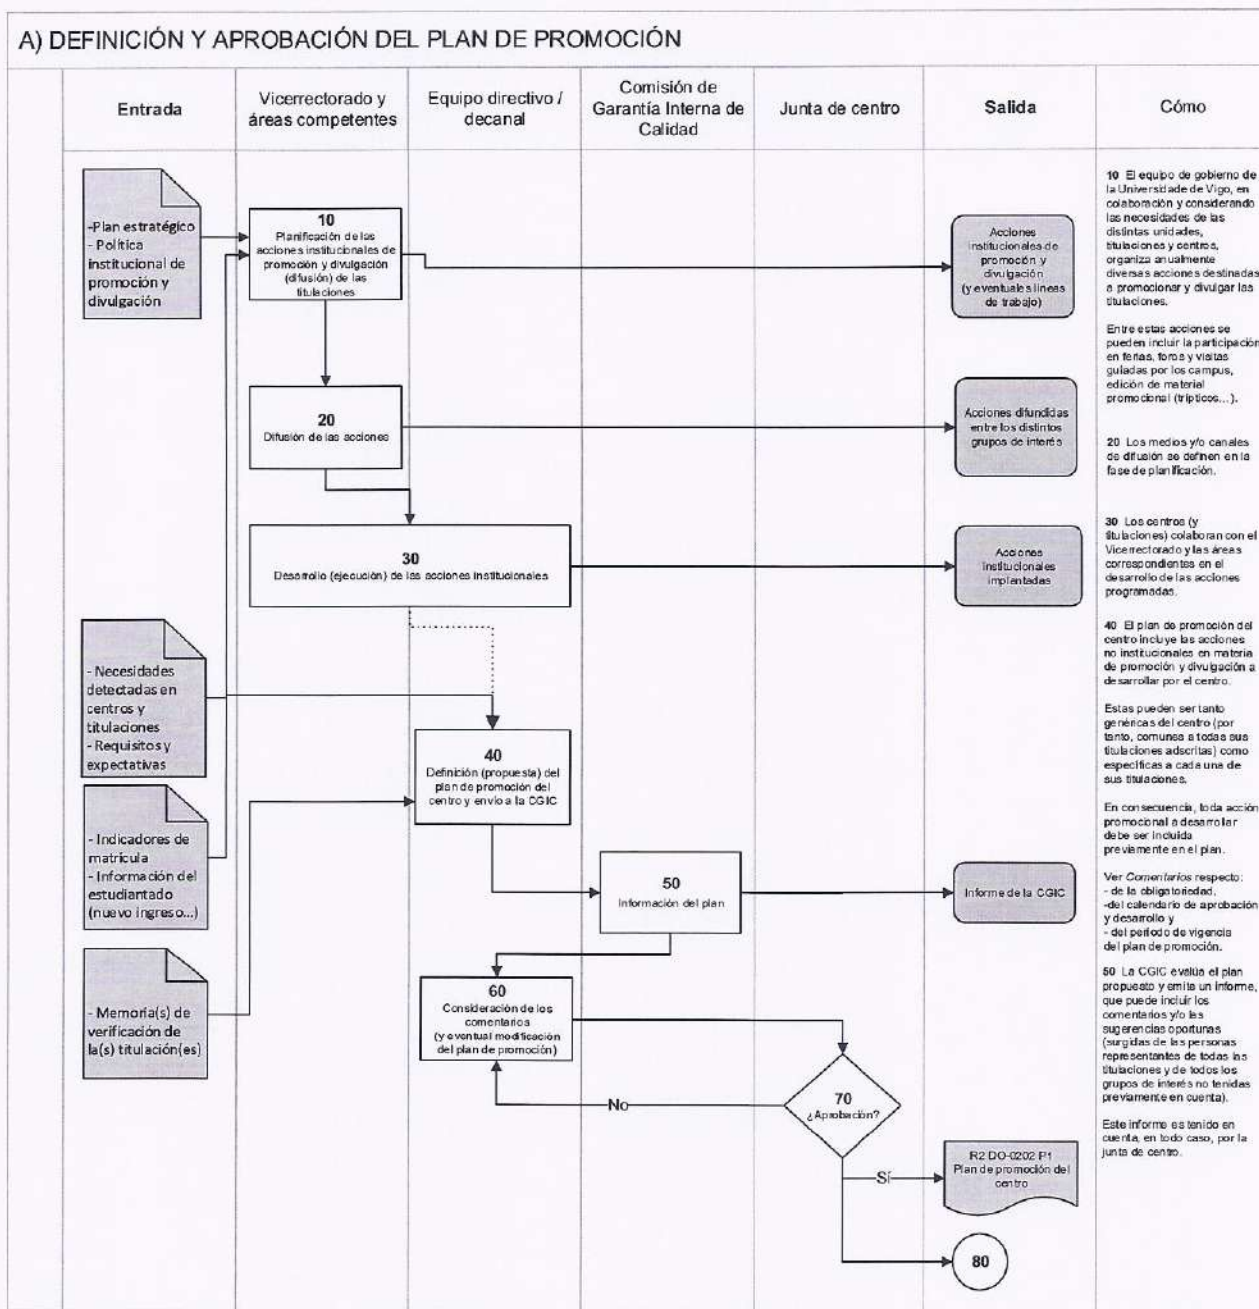 A) DEFINICIÓN Y APROBACIÓN DEL PLAN DE PROMOCIÓN
Entrada
Vicerrectorado y
áreas competentes
Equipo directivo /
decanal
Comisión de
Garantía Interna de
Calidad
Junta de centro
Salida
Cómo
-Plan estratégico
- Política
institucional de
promoción y
divulgación
10
Planificación de las
acciones institucionales de
promoción y divulgación
(difusión) de las
titulaciones
Acciones
institucionales de
promoción y
divulgación
(y eventuales líneas
de trabajo)
20
Difusión de las acciones
Acciones difundidas
entre los distintos
grupos de interés
30
Desarrollo (ejecución) de las acciones institucionales
Acciones
institucionales
implantadas
- Necesidades
detectadas en
centros y
titulaciones
- Requisitos y
expectativas
40
Definición (propuesta) del
plan de promoción del
centro y envío a la CGIC
- Indicadores de
matrícula
- Información del
estudiantado
(nuevo ingreso...)
50
Información del plan
Informe de la CGIC
- Memoria(s) de
verificación de
la(s) titulación(es)
60
Consideración de los
comentarios
(y eventual modificación
del plan de promoción)
No
70
¿Aprobación?
Sí
R2 DO-0202 P1
Plan de promoción del
centro
80
10 El equipo de gobierno de
la Universidade de Vigo, en
colaboración y considerando
las necesidades de las
distintas unidades,
titulaciones y centros,
organiza anualmente
diversas acciones destinadas
a promocionar y divulgar las
titulaciones.
Entre estas acciones se
pueden incluir la participación
en ferias, foros y visitas
guiadas por los campus,
edición de material
promocional (trípticos...).
20 Los medios y/o canales
de difusión se definen en la
fase de planificación.
30 Los centros (y
titulaciones) colaboran con el
Vicerrectorado y las áreas
correspondientes en el
desarrollo de las acciones
programadas.
40 El plan de promoción del
centro incluye las acciones
no institucionales en materia
de promoción y divulgación a
desarrollar por el centro.
Estas pueden ser tanto
genéricas del centro (por
tanto, comunes a todas sus
titulaciones adscritas) como
específicas a cada una de
sus titulaciones.
En consecuencia, toda acción
promocional a desarrollar
debe ser incluida
previamente en el plan.
Ver Comentarios respecto:
- de la obligatoriedad,
-del calendario de aprobación
y desarrollo y
- del período de vigencia
del plan de promoción.
50 La CGIC evalúa el plan
propuesto y emite un informe,
que puede incluir los
comentarios y/o las
sugerencias oportunas
(surgidas de las personas
representantes de todas las
titulaciones y de todos los
grupos de interés no tenidas
previamente en cuenta).
Este informe es tenido en
cuenta, en todo caso, por la
junta de centro.